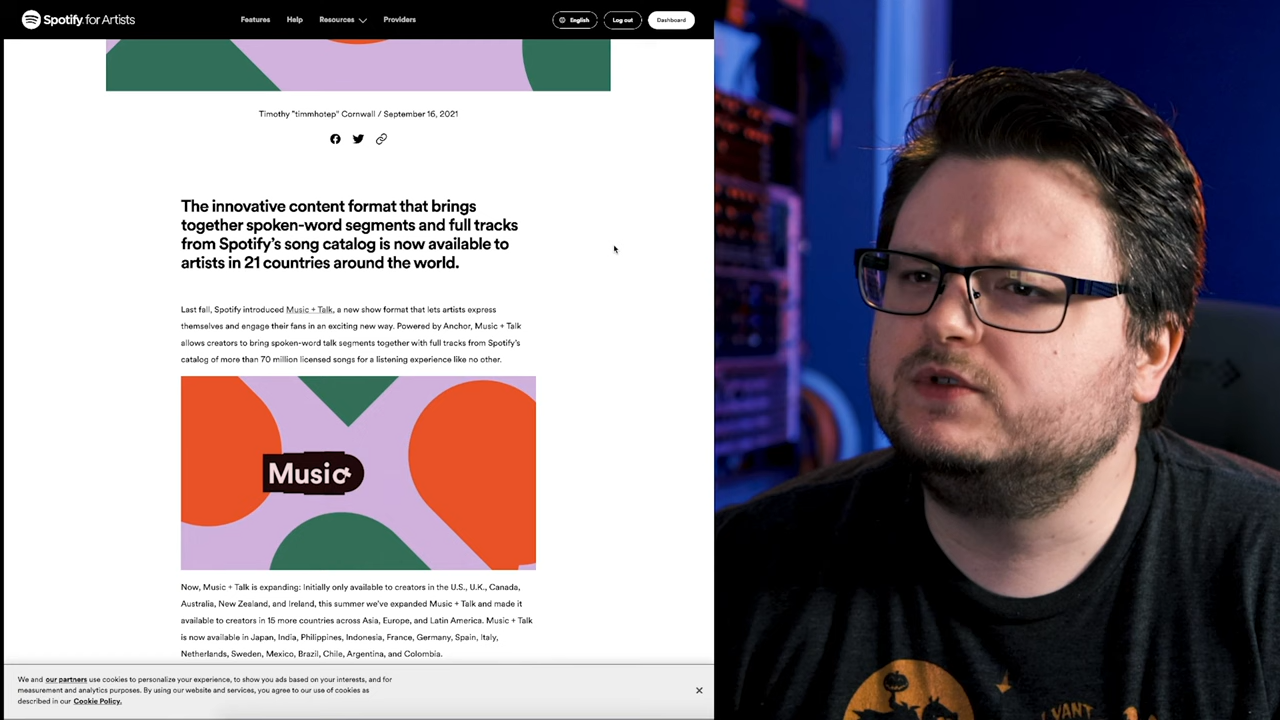 Spotify for Artists
Features Help Resources Providers
English Log out Dashboard
Timothy "timmhotep" Cornwall / September 16, 2021
The innovative content format that brings
together spoken-word segments and full tracks
from Spotify's song catalog is now available to
artists in 21 countries around the world.
Last fall, Spotify introduced Music + Talk, a new show format that lets artists express
themselves and engage their fans in an exciting new way. Powered by Anchor, Music + Talk
allows creators to bring spoken-word talk segments together with full tracks from Spotify's
catalog of more than 70 million licensed songs for a listening experience like no other.
Music
Now, Music + Talk is expanding: Initially only available to creators in the U.S., U.K., Canada,
Australia, New Zealand, and Ireland, this summer we've expanded Music + Talk and made it
available to creators in 15 more countries across Asia, Europe, and Latin America. Music + Talk
is now available in Japan, India, Philippines, Indonesia, France, Germany, Spain, Italy,
Netherlands, Sweden, Mexico, Brazil, Chile, Argentina, and Colombia.
We and our partners use cookies to personalize your experience, to show you ads based on your interests, and for
measurement and analytics purposes. By using our website and services, you agree to our use of cookies as
described in our Cookie Policy.